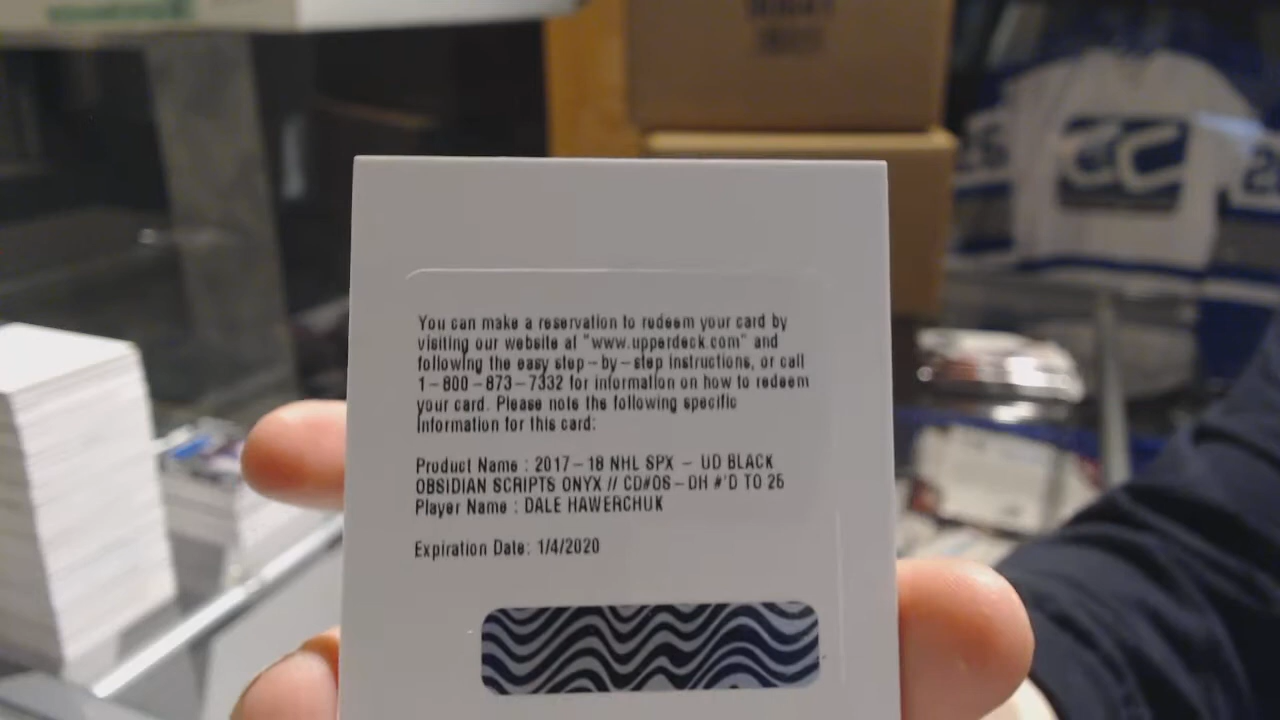 You can make a reservation to redeem your card by
visiting our website at "www.upperdeck.com" and
following the easy step-by-step instructions, or call
1-800-873-7332 for information on how to redeem
your card. Please note the following specific
information for this card:
Product Name : 2017-18 NHL SPX - UD BLACK
OBSIDIAN SCRIPTS ONYX // CD#OS-DH #'D TO 25
Player Name : DALE HAWERCHUK
Expiration Date: 1/4/2020